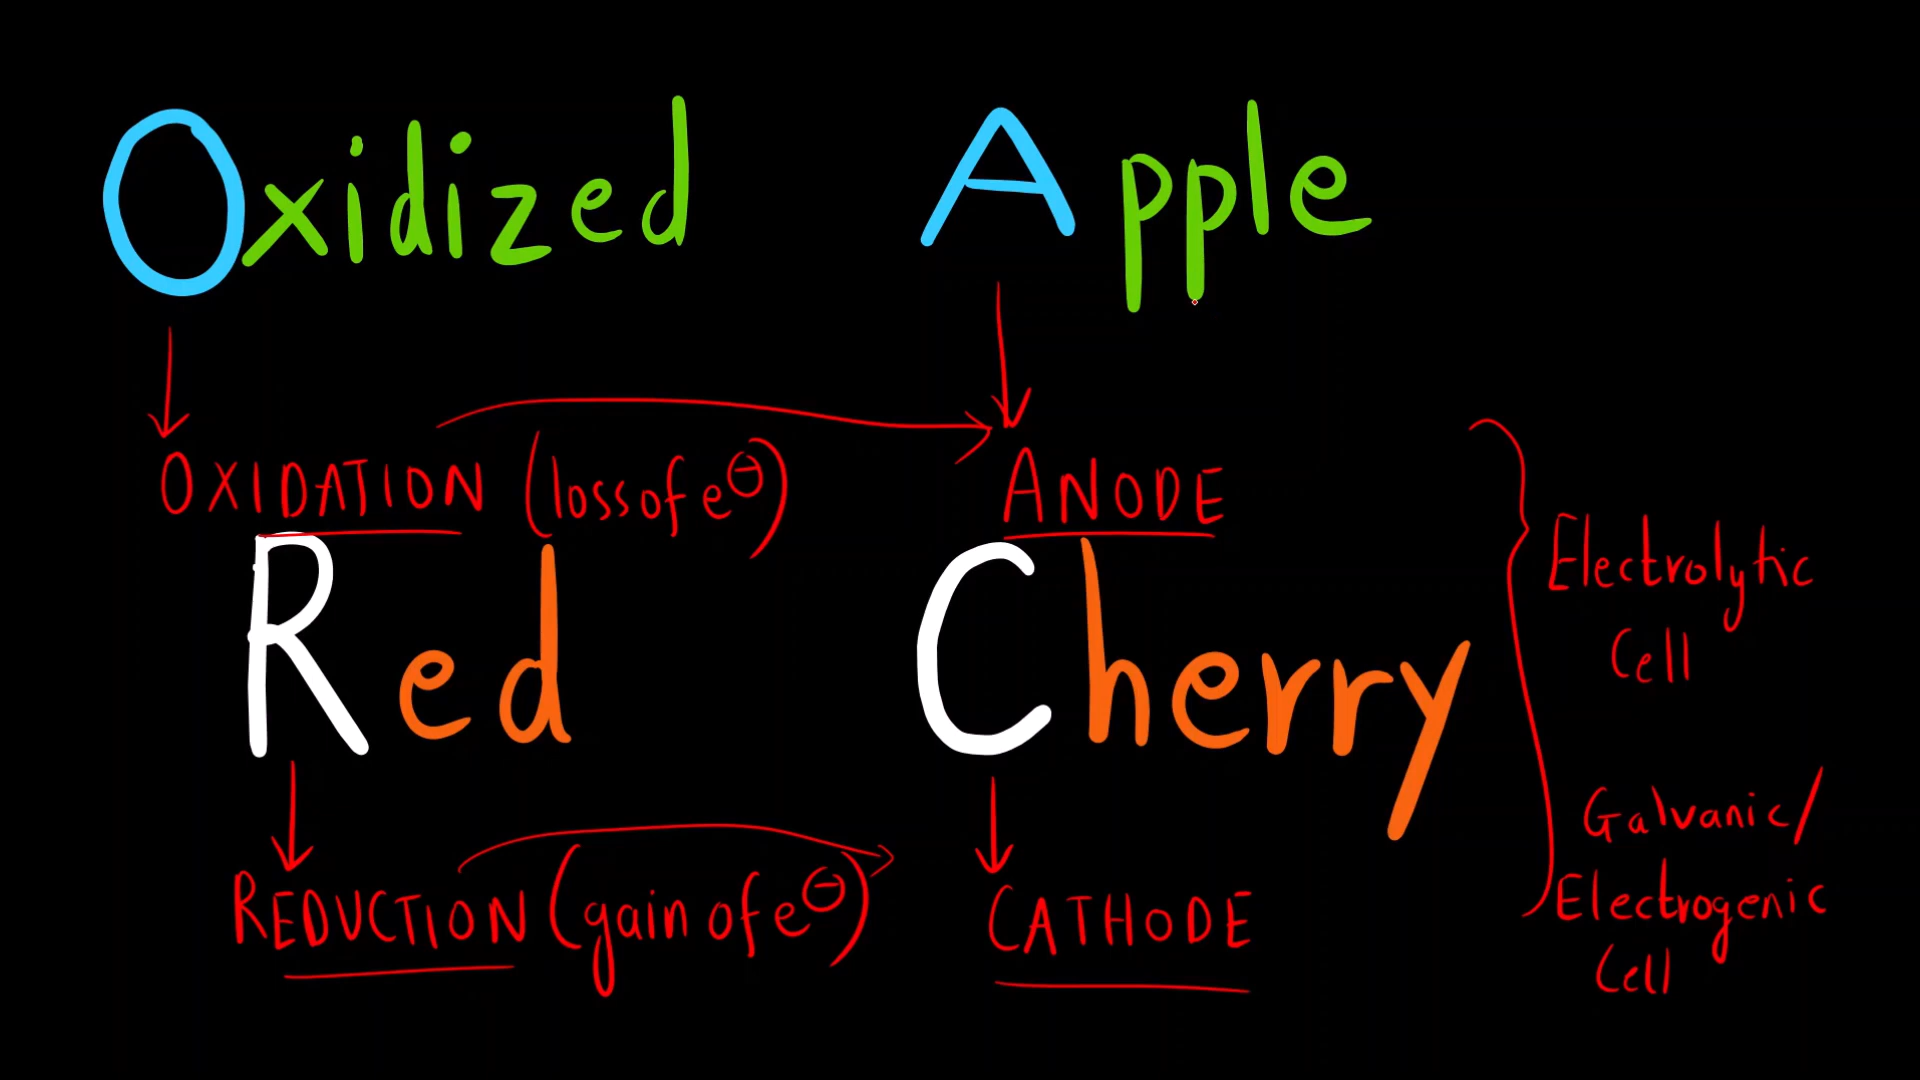 Oxidized Apple
OXIDATION (loss of e⊖) ANODE
Red Cherry
REDUCTION (gain of e⊖) CATHODE
Electrolytic
Cell
Galvanic/
Electrogenic
Cell